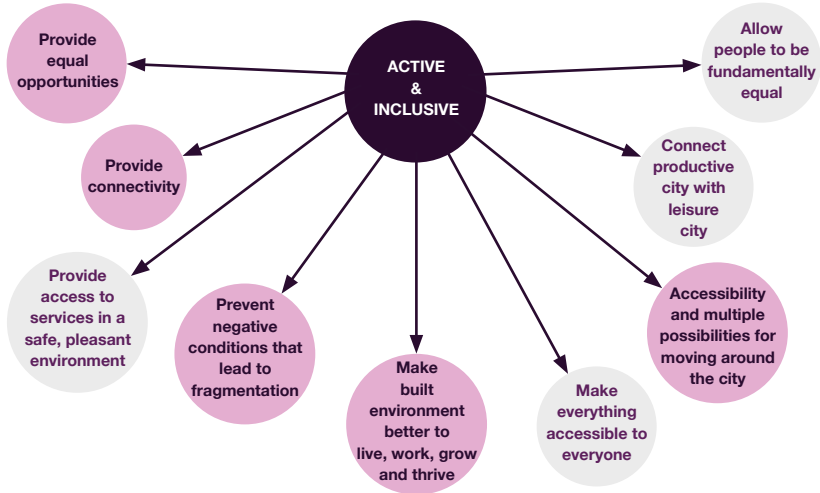 Provide
equal
opportunities
ACTIVE
&
INCLUSIVE
Allow
people to be
fundamentally
equal
Provide
connectivity
Connect
productive
city with
leisure
city
Provide
access to
services in a
safe, pleasant
environment
Prevent
negative
conditions that
lead to
fragmentation
Make
built
environment
better to
live, work, grow
and thrive
Make
everything
accessible to
everyone
Accessibility
and multiple
possibilities for
moving around
the city